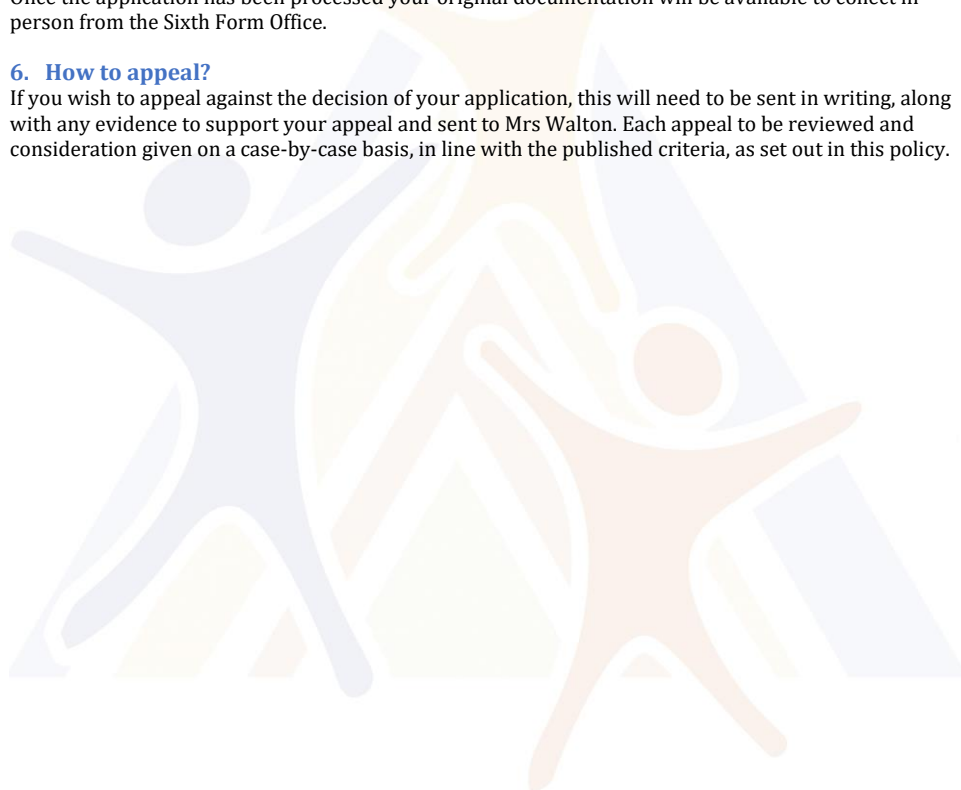 Once the application has been processed your original documentation will be available to collect in
person from the Sixth Form Office.
6. How to appeal?
If you wish to appeal against the decision of your application, this will need to be sent in writing, along
with any evidence to support your appeal and sent to Mrs Walton. Each appeal to be reviewed and
consideration given on a case-by-case basis, in line with the published criteria, as set out in this policy.